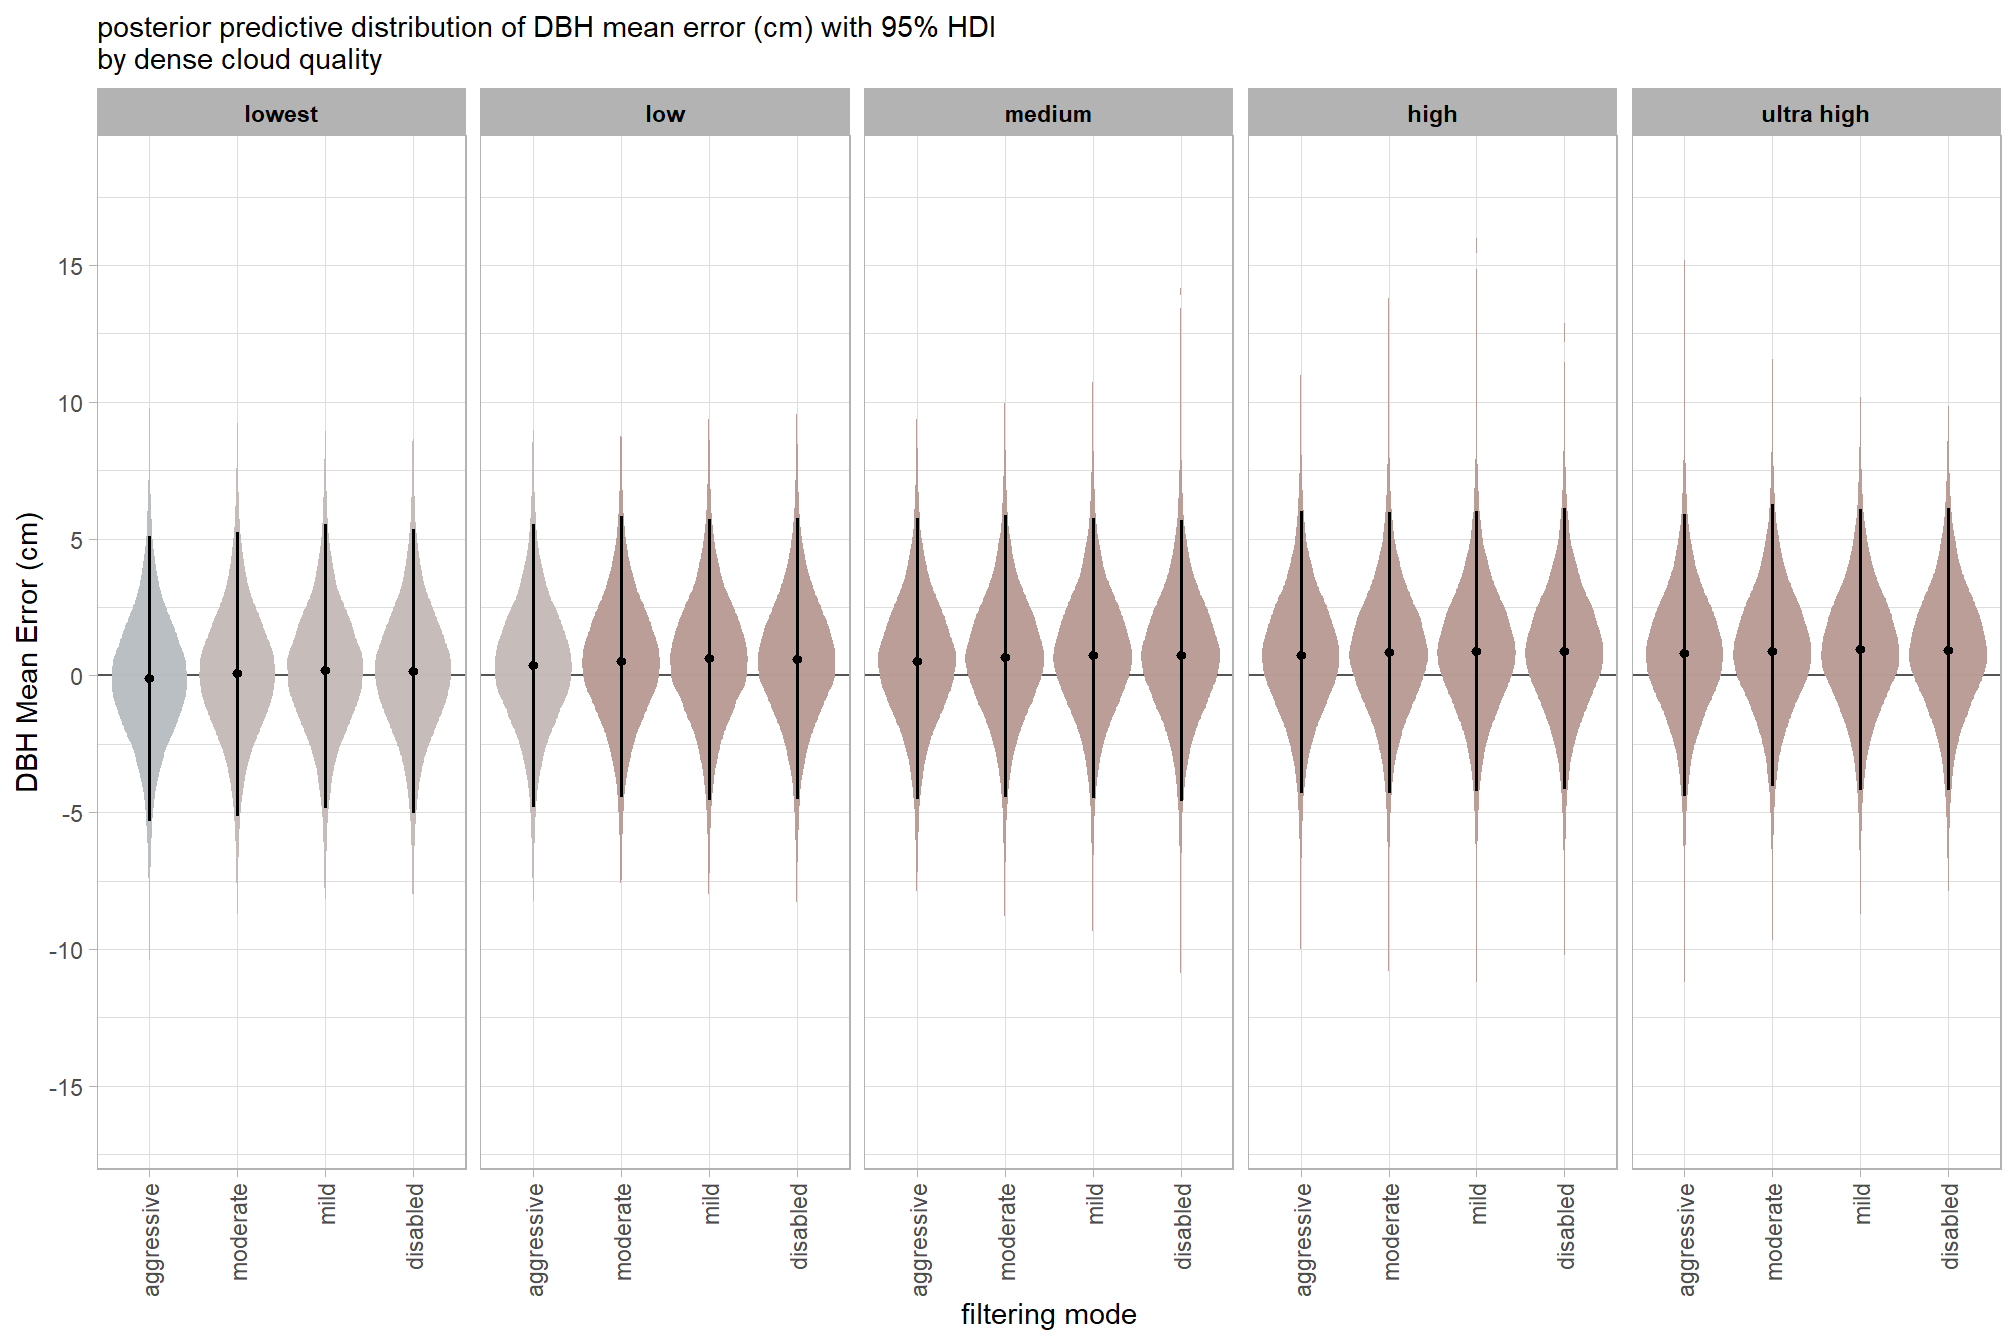 posterior predictive distribution of DBH mean error (cm) with 95% HDI
by dense cloud quality
lowest
low
medium
high
ultra high
DBH Mean Error (cm)
15
10
5
0
-5
-10
-15
aggressive
moderate
mild
disabled
aggressive
moderate
mild
disabled
aggressive
moderate
mild
disabled
aggressive
moderate
mild
disabled
aggressive
moderate
mild
disabled
filtering mode